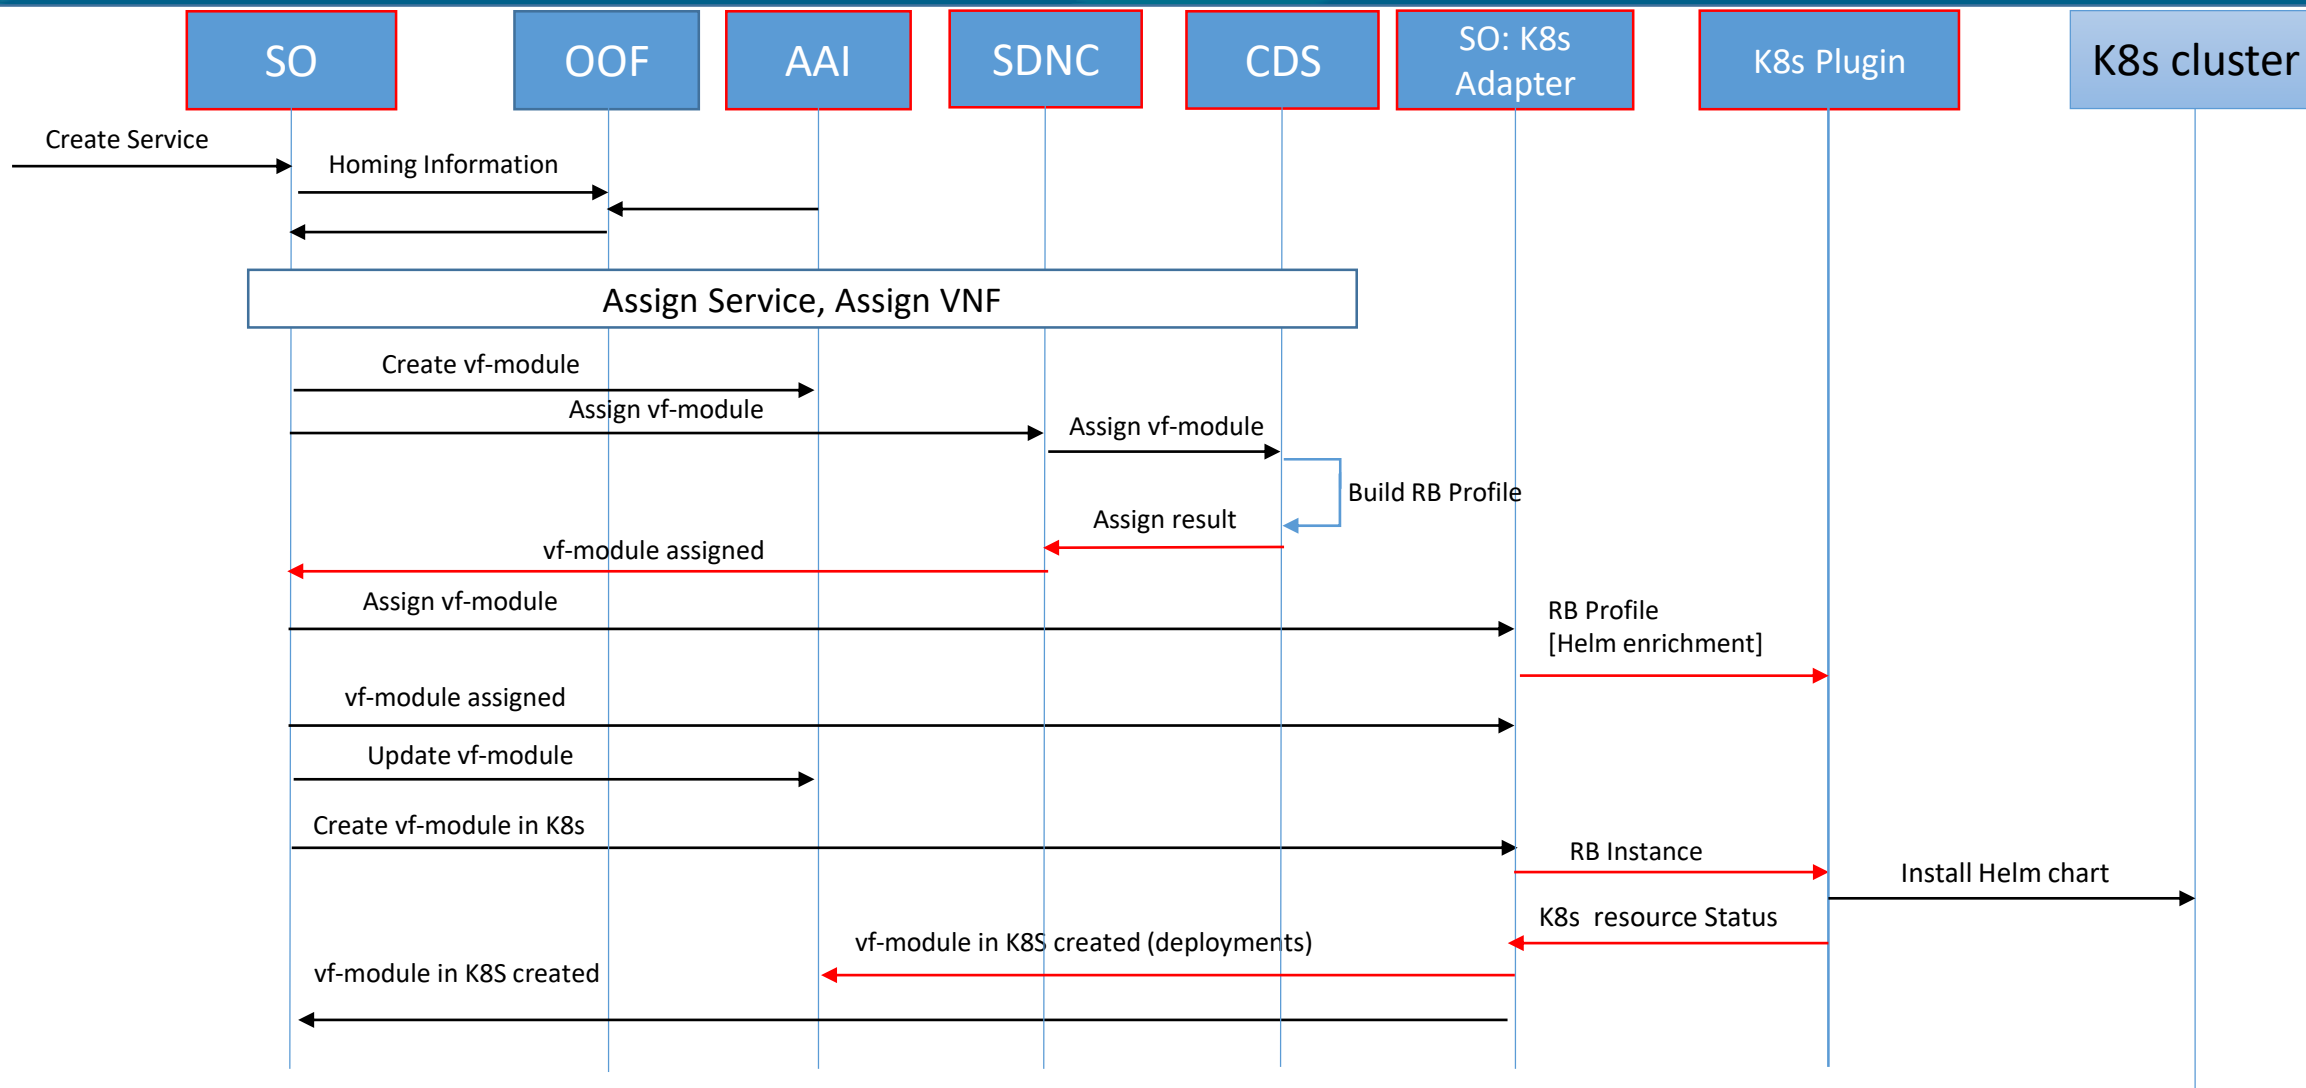 SO
OOF
AAI
SDNC
CDS
SO: K8s
Adapter
K8s Plugin
K8s cluster
Create Service
Homing Information
Assign Service, Assign VNF
Create vf-module
Assign vf-module
Assign vf-module
Build RB Profile
Assign result
vf-module assigned
Assign vf-module
RB Profile
[Helm enrichment]
vf-module assigned
Update vf-module
Create vf-module in K8s
RB Instance
Install Helm chart
K8s  resource Status
vf-module in K8S created (deployments)
vf-module in K8S created